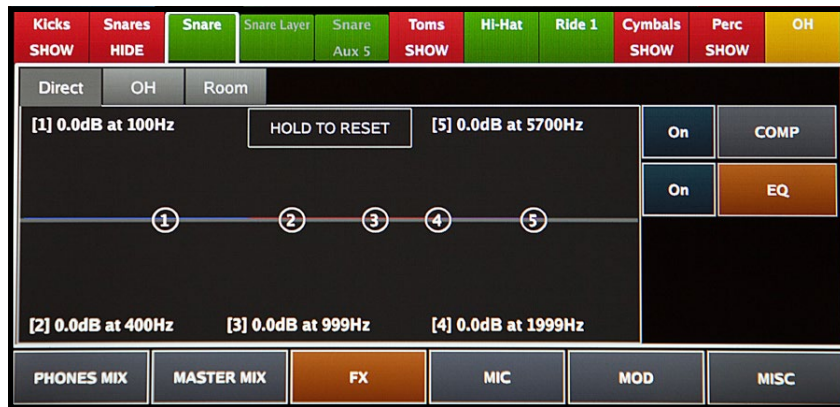 Kicks Snares Snare Snare Layer Snare Toms Hi-Hat Ride 1 Cymbals Perc OH
SHOW HIDE Aux 5 SHOW SHOW SHOW
Direct OH Room
[1] 0.0dB at 100Hz HOLD TO RESET [5] 0.0dB at 5700Hz On COMP
On EQ
1 2 3 4 5
[2] 0.0dB at 400Hz [3] 0.0dB at 999Hz [4] 0.0dB at 1999Hz
PHONES MIX MASTER MIX FX MIC MOD MISC